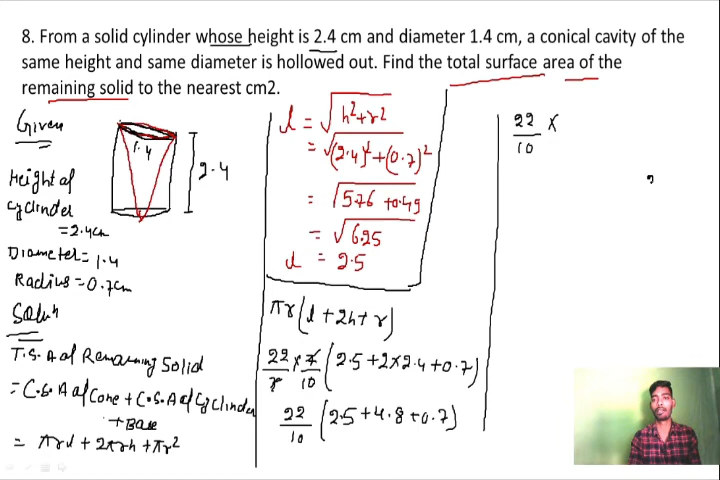 8. From a solid cylinder whose height is 2.4 cm and diameter 1.4 cm, a conical cavity of the
same height and same diameter is hollowed out. Find the total surface area of the
remaining solid to the nearest cm2.
Given
1.4
2.4
Height of
Cylinder
=2.4cm
Diameter= 1.4
Radius=0.7cm
Soluh
T.S.A of Remaining Solid
=C.S.A of Cone + C.S.A of Cylinder
+ Base
= πrl + 2πrh + πr²
l = √h²+r²
= √(2.4)²+(0.7)²
= √5.76 +0.49
= √6.25
l = 2.5
πr(l+2h+r)
22/7 × 7/10 (2.5+2×2.4+0.7)
22/10 (2.5+4.8+0.7)
22/10 ×